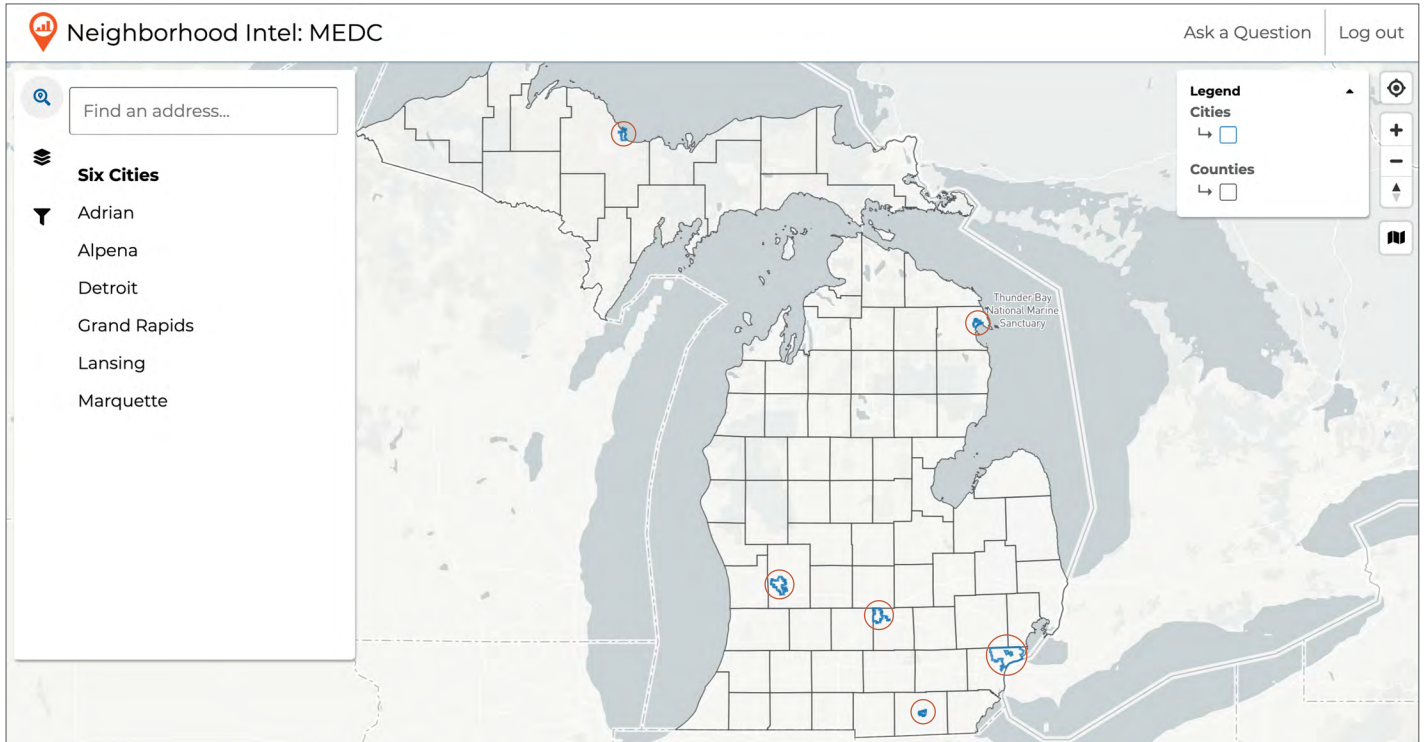 Neighborhood Intel: MEDC
Ask a Question
Log out
Find an address...
Six Cities
Adrian
Alpena
Detroit
Grand Rapids
Lansing
Marquette
Legend
Cities
Counties
Thunder Bay
National Marine
Sanctuary